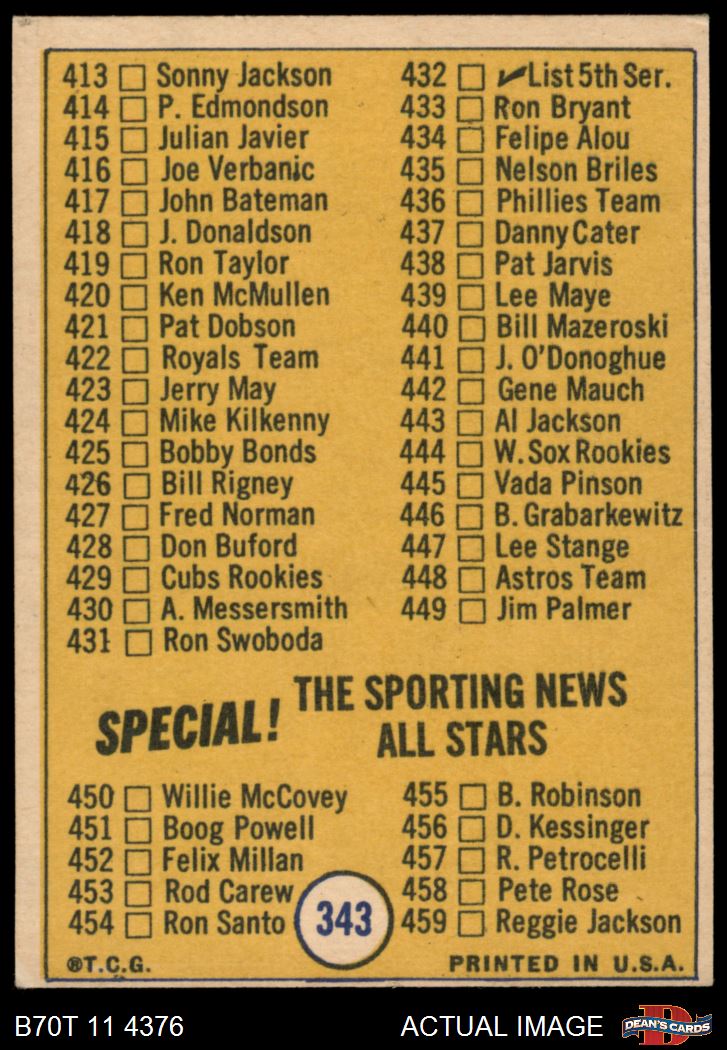 413 Sonny Jackson
414 P. Edmondson
415 Julian Javier
416 Joe Verbanic
417 John Bateman
418 J. Donaldson
419 Ron Taylor
420 Ken McMullen
421 Pat Dobson
422 Royals Team
423 Jerry May
424 Mike Kilkenny
425 Bobby Bonds
426 Bill Rigney
427 Fred Norman
428 Don Buford
429 Cubs Rookies
430 A. Messersmith
431 Ron Swoboda
432 ✓List 5th Ser.
433 Ron Bryant
434 Felipe Alou
435 Nelson Briles
436 Phillies Team
437 Danny Cater
438 Pat Jarvis
439 Lee Maye
440 Bill Mazeroski
441 J. O'Donoghue
442 Gene Mauch
443 Al Jackson
444 W. Sox Rookies
445 Vada Pinson
446 B. Grabarkewitz
447 Lee Stange
448 Astros Team
449 Jim Palmer
SPECIAL! THE SPORTING NEWS
ALL STARS
450 Willie McCovey
451 Boog Powell
452 Felix Millan
453 Rod Carew
454 Ron Santo
455 B. Robinson
456 D. Kessinger
457 R. Petrocelli
458 Pete Rose
459 Reggie Jackson
343
®T.C.G. PRINTED IN U.S.A.
B70T 11 4376 ACTUAL IMAGE
D
DEAN'S CARDS